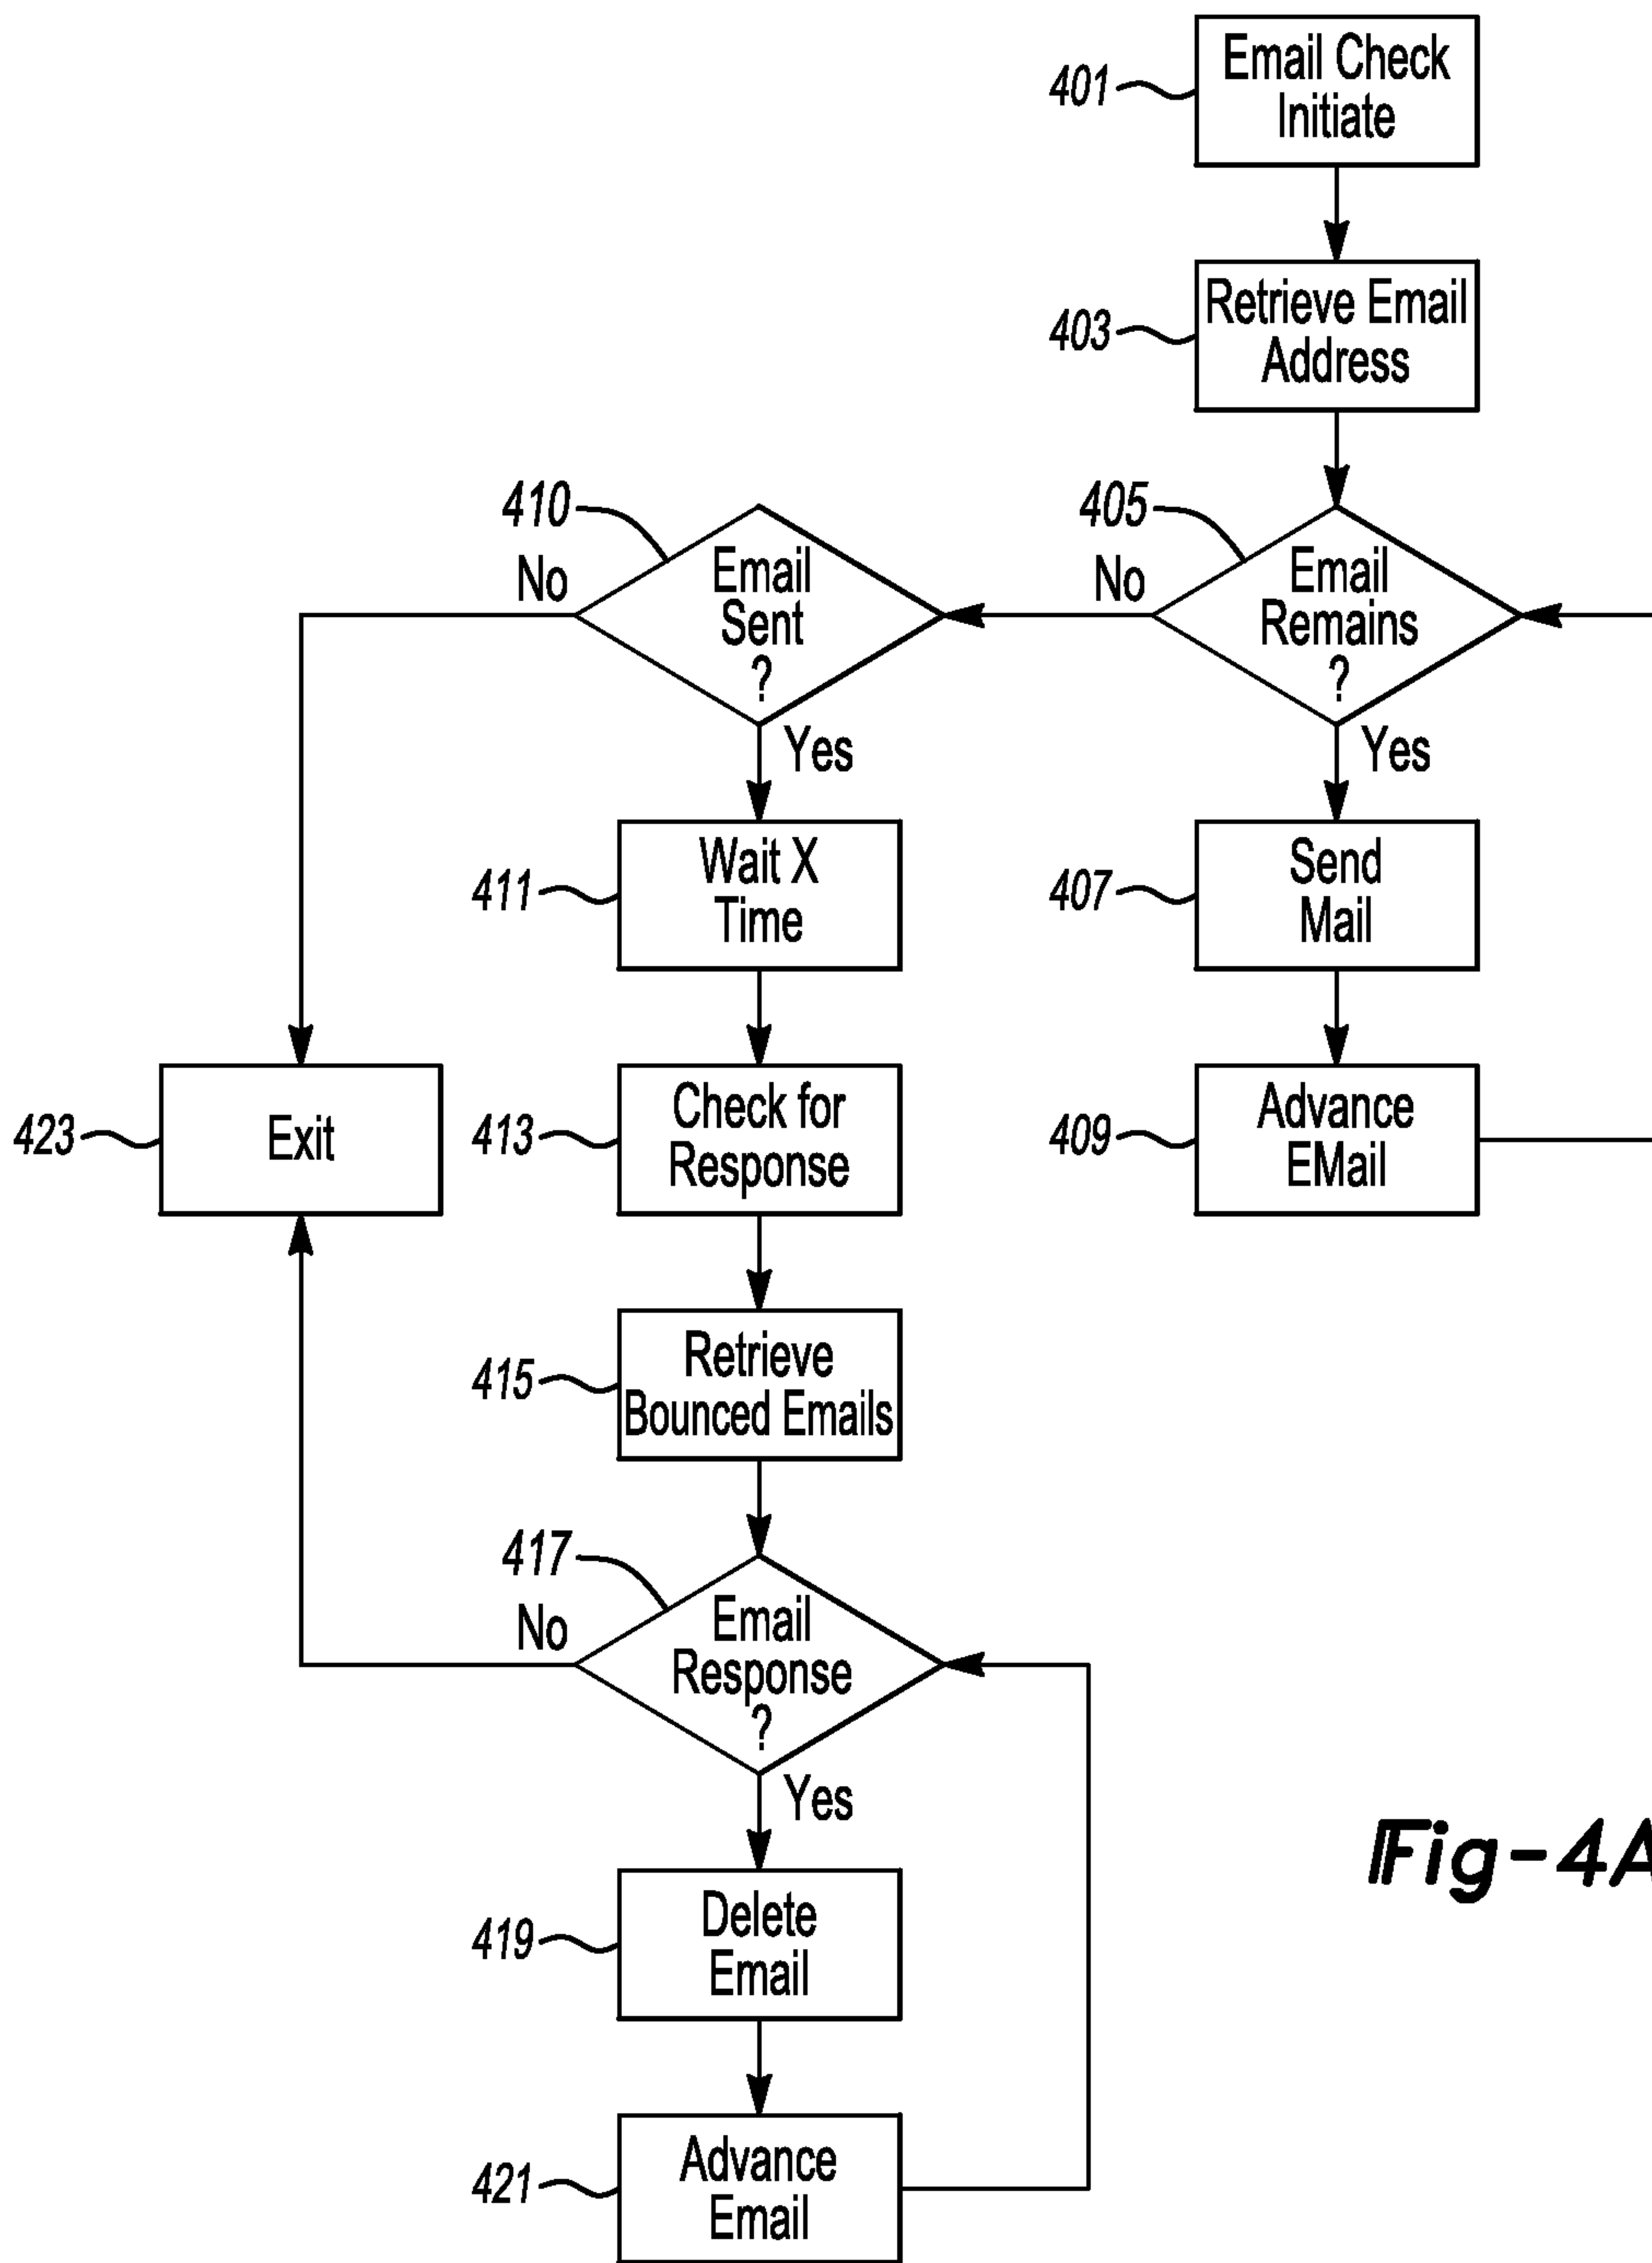 401
Email Check
Initiate
403
Retrieve Email
Address
410
No
Email
Sent
?
Yes
405
No
Email
Remains
?
Yes
411
Wait X
Time
407
Send
Mail
423
Exit
413
Check for
Response
409
Advance
EMail
415
Retrieve
Bounced Emails
417
No
Email
Response
?
Yes
419
Delete
Email
421
Advance
Email
Fig-4A